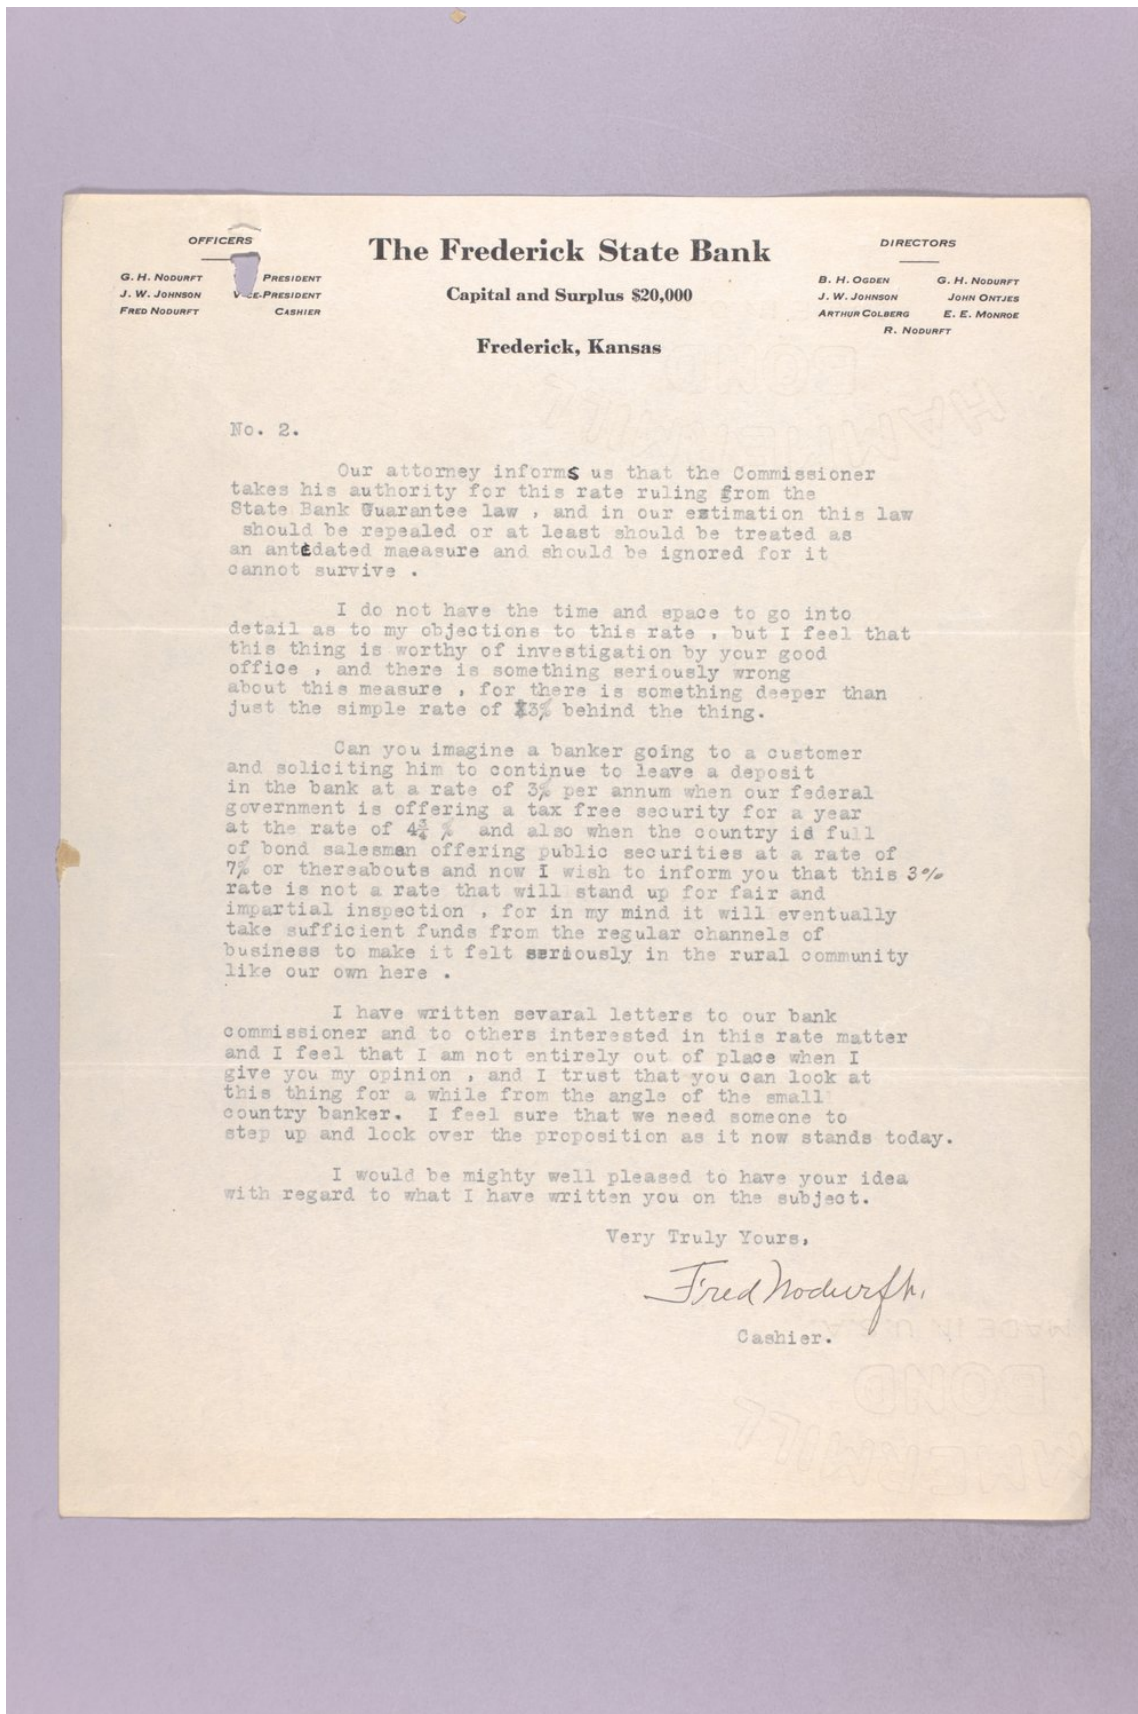 OFFICERS
G. H. NODURFT PRESIDENT
J. W. JOHNSON V CE-PRESIDENT
FRED NODURFT CASHIER
The Frederick State Bank
Capital and Surplus $20,000
Frederick, Kansas
DIRECTORS
B. H. OGDEN G. H. NODURFT
J. W. JOHNSON JOHN ONTJES
ARTHUR COLBERG E. E. MONROE
R. NODURFT
No. 2.
Our attorney informs us that the Commissioner
takes his authority for this rate ruling from the
State Bank Guarantee law , and in our estimation this law
should be repealed or at least should be treated as
an antedated maeasure and should be ignored for it
cannot survive .
I do not have the time and space to go into
detail as to my objections to this rate , but I feel that
this thing is worthy of investigation by your good
office , and there is something seriously wrong
about this measure , for there is something deeper than
just the simple rate of 3% behind the thing.
Can you imagine a banker going to a customer
and soliciting him to continue to leave a deposit
in the bank at a rate of 3% per annum when our federal
government is offering a tax free security for a year
at the rate of 4¾ % and also when the country is full
of bond salesman offering public securities at a rate of
7% or thereabouts and now I wish to inform you that this 3%
rate is not a rate that will stand up for fair and
impartial inspection , for in my mind it will eventually
take sufficient funds from the regular channels of
business to make it felt seriously in the rural community
like our own here .
I have written sevaral letters to our bank
commissioner and to others interested in this rate matter
and I feel that I am not entirely out of place when I
give you my opinion , and I trust that you can look at
this thing for a while from the angle of the small
country banker. I feel sure that we need someone to
step up and look over the proposition as it now stands today.
I would be mighty well pleased to have your idea
with regard to what I have written you on the subject.
Very Truly Yours,
Fred Nodurft.
Cashier.
MADE IN U.S.A.
BOND
HAMMERMILL